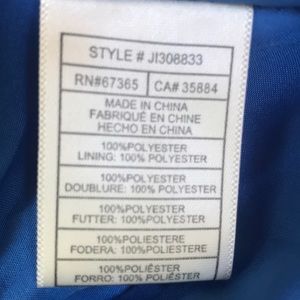 STYLE # JI308833
RN#67365 CA# 35884
MADE IN CHINA
FABRIQUÉ EN CHINE
HECHO EN CHINA
100%POLYESTER
LINING: 100% POLYESTER
100%POLYESTER
DOUBLURE: 100% POLYESTER
100%POLYESTER
FUTTER: 100% POLYESTER
100%POLIESTERE
FODERA: 100% POLIESTERE
100%POLIÉSTER
FORRO: 100% POLIÉSTER